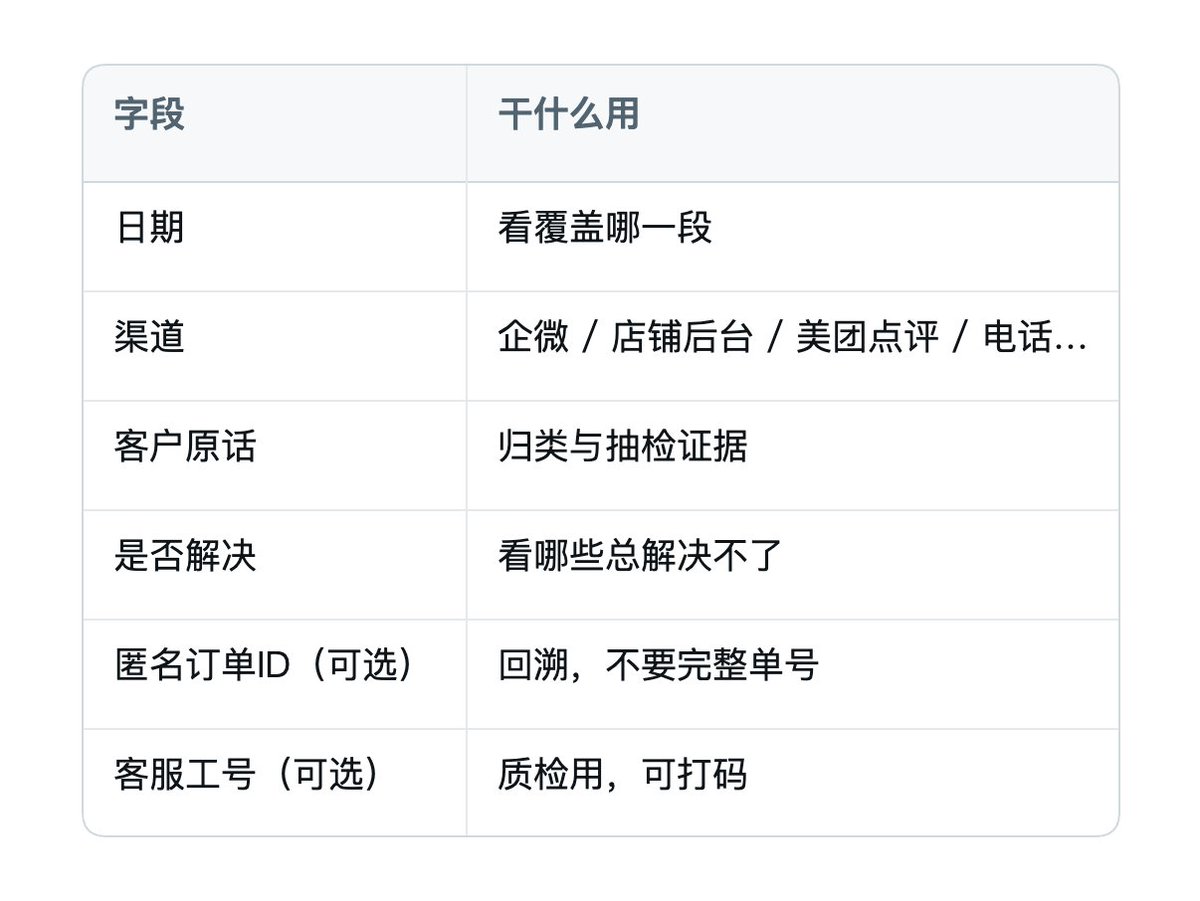 字段 干什么用
日期 看覆盖哪一段
渠道 企微 / 店铺后台 / 美团点评 / 电话…
客户原话 归类与抽检证据
是否解决 看哪些总解决不了
匿名订单ID（可选） 回溯，不要完整单号
客服工号（可选） 质检用，可打码